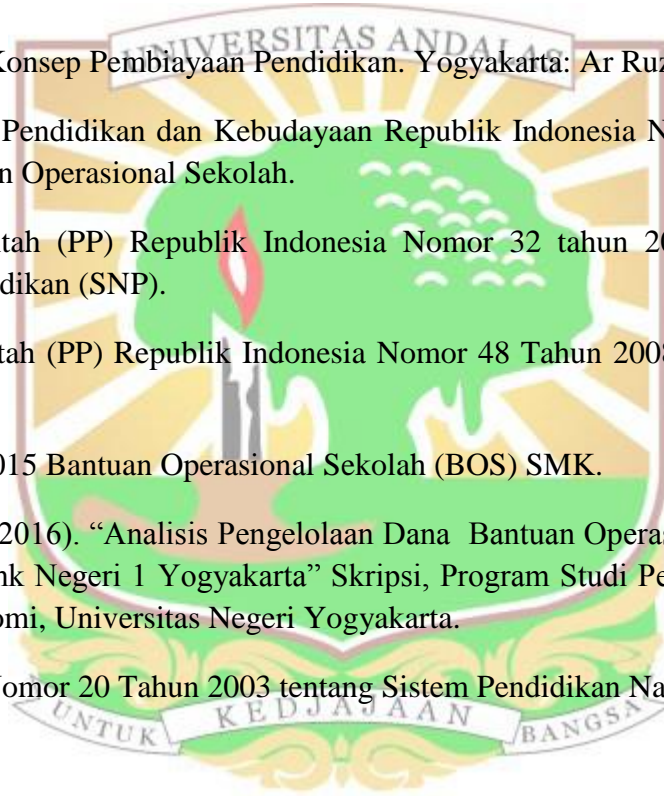 UNIVERSITAS ANDALAS
Konsep Pembiayaan Pendidikan. Yogyakarta: Ar Ruz
Pendidikan dan Kebudayaan Republik Indonesia N
n Operasional Sekolah.
tah (PP) Republik Indonesia Nomor 32 tahun 20
didikan (SNP).
tah (PP) Republik Indonesia Nomor 48 Tahun 2008
015 Bantuan Operasional Sekolah (BOS) SMK.
2016). “Analisis Pengelolaan Dana Bantuan Operas
nk Negeri 1 Yogyakarta” Skripsi, Program Studi Pe
omi, Universitas Negeri Yogyakarta.
Nomor 20 Tahun 2003 tentang Sistem Pendidikan Na
UNTUK KEDJAJAAN BANGSA